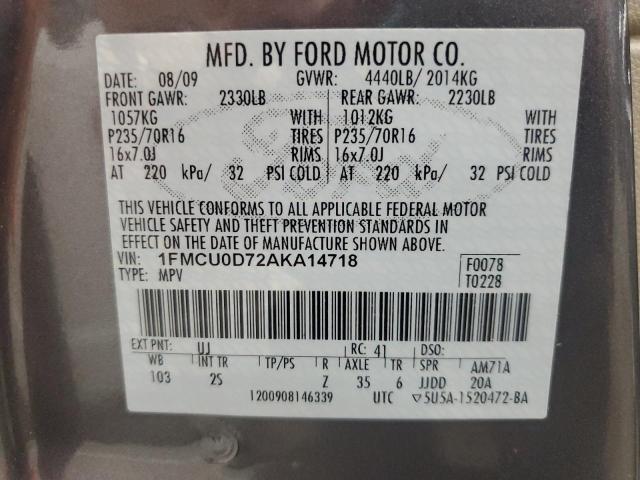 MFD. BY FORD MOTOR CO.
DATE: 08/09 GVWR: 4440LB/ 2014KG
FRONT GAWR: 2330LB REAR GAWR: 2230LB
1057KG WITH 1012KG WITH
P235/70R16 TIRES P235/70R16 TIRES
16x7.0J RIMS 16x7.0J RIMS
AT 220 kPa/ 32 PSI COLD AT 220 kPa/ 32 PSI COLD
THIS VEHICLE CONFORMS TO ALL APPLICABLE FEDERAL MOTOR
VEHICLE SAFETY AND THEFT PREVENTION STANDARDS IN
EFFECT ON THE DATE OF MANUFACTURE SHOWN ABOVE.
VIN: 1FMCU0D72AKA14718 F0078
TYPE: MPV T0228
EXT PNT: UJ RC: 41 DSO:
WB INT TR TP/PS R AXLE TR SPR AM71A
103 2S Z 35 6 JJDD 20A
1200908146339 UTC ▽5U5A-1520472-BA